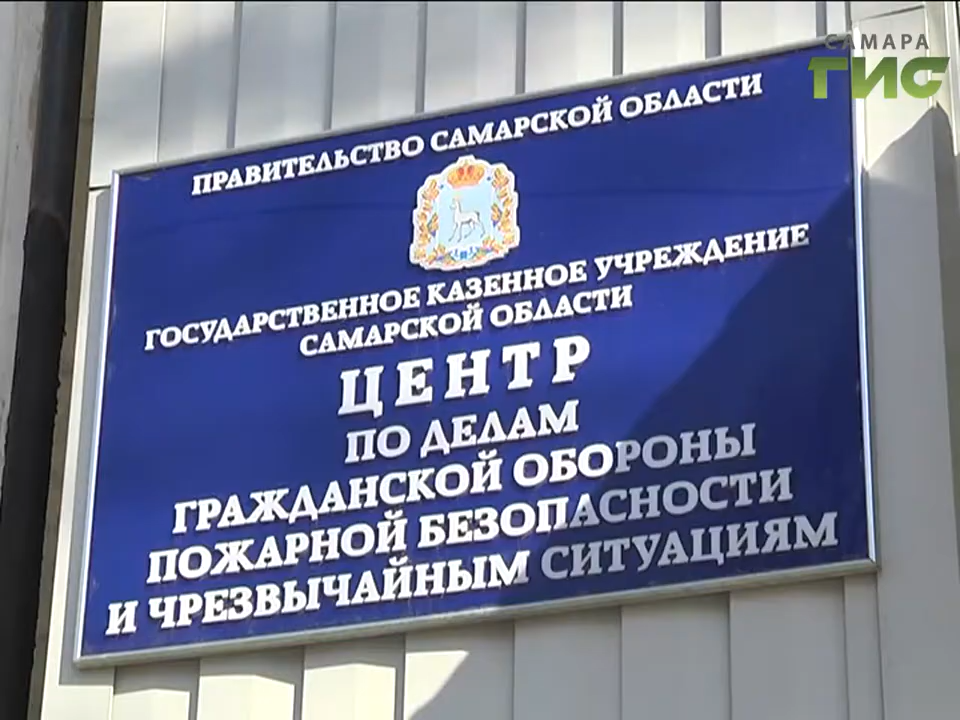 САМАРА
ГИС
ПРАВИТЕЛЬСТВО САМАРСКОЙ ОБЛАСТИ
ГОСУДАРСТВЕННОЕ КАЗЕННОЕ УЧРЕЖДЕНИЕ
САМАРСКОЙ ОБЛАСТИ
ЦЕНТР
ПО ДЕЛАМ
ГРАЖДАНСКОЙ ОБОРОНЫ
ПОЖАРНОЙ БЕЗОПАСНОСТИ
И ЧРЕЗВЫЧАЙНЫМ СИТУАЦИЯМ